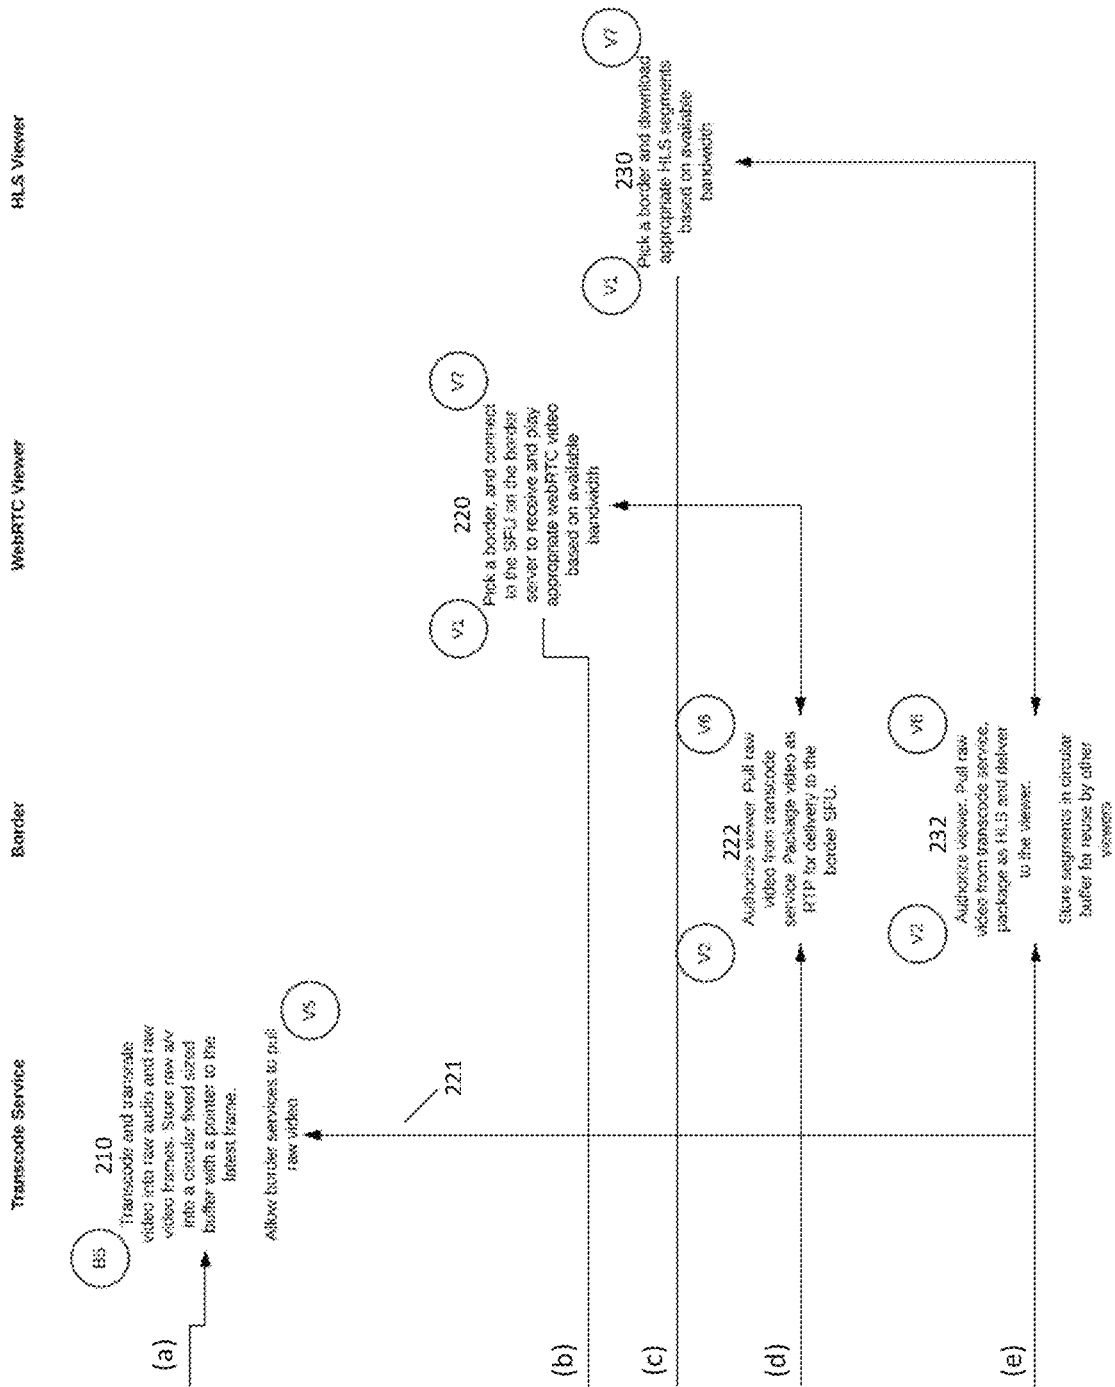 Transcode Service
Border
WebRTC Viewer
HLS Viewer
(a)
B5
210
Transcode and transrate
video into raw audio and raw
video frames. Store raw a/v
into a circular fixed sized
buffer with a pointer to the
latest frame.
Allow border services to pull
raw video
V5
221
(b)
V1
220
V7
Pick a border, and connect
to the SFU on the border
server to receive and play
appropriate webRTC video
based on available
bandwidth
(c)
V1
230
V7
Pick a border and download
appropriate HLS segments
based on available
bandwidth
(d)
V2
222
V6
Authorize viewer. Pull raw
video from transcode
service. Package video as
RTP for delivery to the
border SFU.
(e)
V2
232
V6
Authorize viewer. Pull raw
video from transcode service,
package as HLS and deliver
to the viewer.
Store segments in circular
buffer for reuse by other
viewers